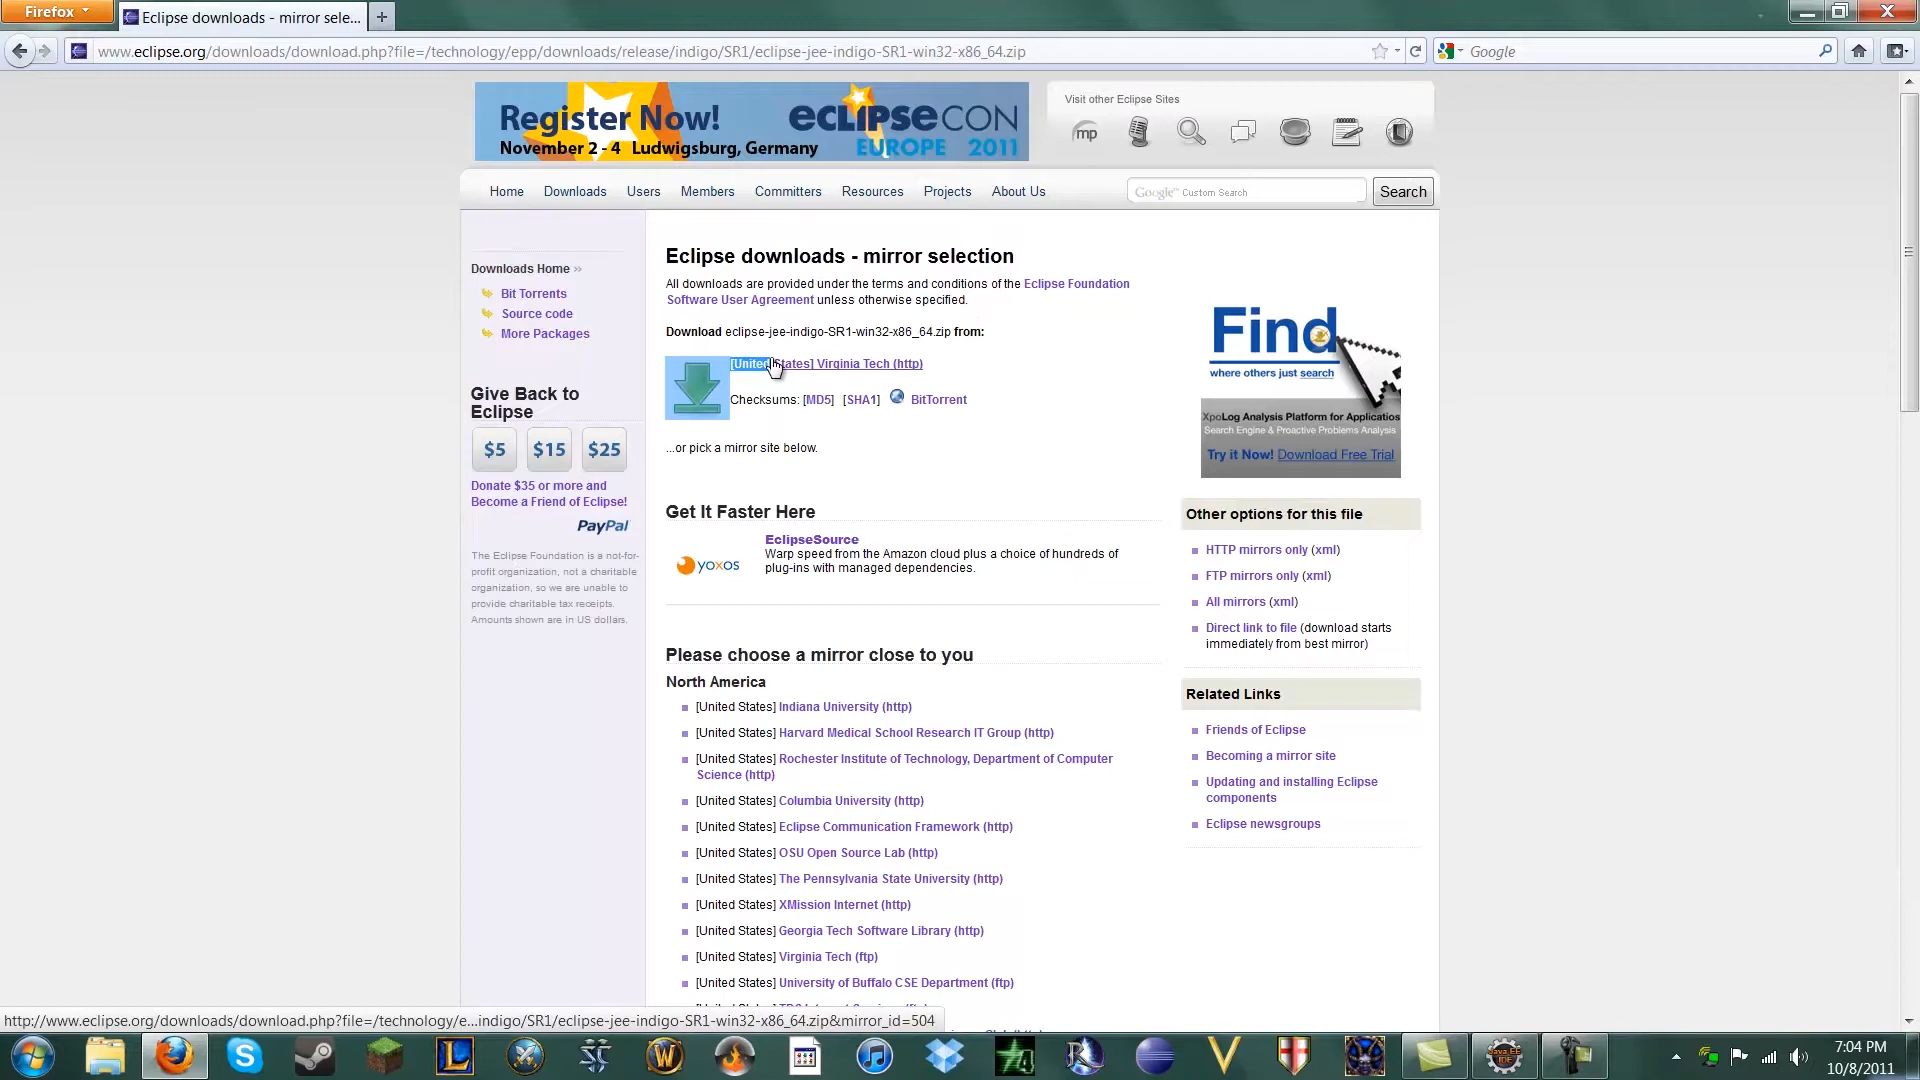 Firefox
Eclipse downloads - mirror sele...
www.eclipse.org/downloads/download.php?file=/technology/epp/downloads/release/indigo/SR1/eclipse-jee-indigo-SR1-win32-x86_64.zip
Google
Register Now!
November 2 - 4 Ludwigsburg, Germany
eclipsecon
EUROPE 2011
Visit other Eclipse Sites
mp
Home Downloads Users Members Committers Resources Projects About Us
Google™ Custom Search
Search
Downloads Home »
Bit Torrents
Source code
More Packages
Give Back to
Eclipse
$5 $15 $25
Donate $35 or more and
Become a Friend of Eclipse!
PayPal
The Eclipse Foundation is a not-for-
profit organization, not a charitable
organization, so we are unable to
provide charitable tax receipts.
Amounts shown are in US dollars.
Eclipse downloads - mirror selection
All downloads are provided under the terms and conditions of the Eclipse Foundation
Software User Agreement unless otherwise specified.
Download eclipse-jee-indigo-SR1-win32-x86_64.zip from:
[United States] Virginia Tech (http)
Checksums: [MD5] [SHA1] BitTorrent
...or pick a mirror site below.
Get It Faster Here
yoxos
EclipseSource
Warp speed from the Amazon cloud plus a choice of hundreds of
plug-ins with managed dependencies.
Please choose a mirror close to you
North America
[United States] Indiana University (http)
[United States] Harvard Medical School Research IT Group (http)
[United States] Rochester Institute of Technology, Department of Computer
Science (http)
[United States] Columbia University (http)
[United States] Eclipse Communication Framework (http)
[United States] OSU Open Source Lab (http)
[United States] The Pennsylvania State University (http)
[United States] XMission Internet (http)
[United States] Georgia Tech Software Library (http)
[United States] Virginia Tech (ftp)
[United States] University of Buffalo CSE Department (ftp)
Find
where others just search
XpoLog Analysis Platform for Applicatios
Search Engine & Proactive Problems Analysis
Try it Now! Download Free Trial
Other options for this file
HTTP mirrors only (xml)
FTP mirrors only (xml)
All mirrors (xml)
Direct link to file (download starts
immediately from best mirror)
Related Links
Friends of Eclipse
Becoming a mirror site
Updating and installing Eclipse
components
Eclipse newsgroups
http://www.eclipse.org/downloads/download.php?file=/technology/e...indigo/SR1/eclipse-jee-indigo-SR1-win32-x86_64.zip&mirror_id=504
Java EE
IDE
7:04 PM
10/8/2011